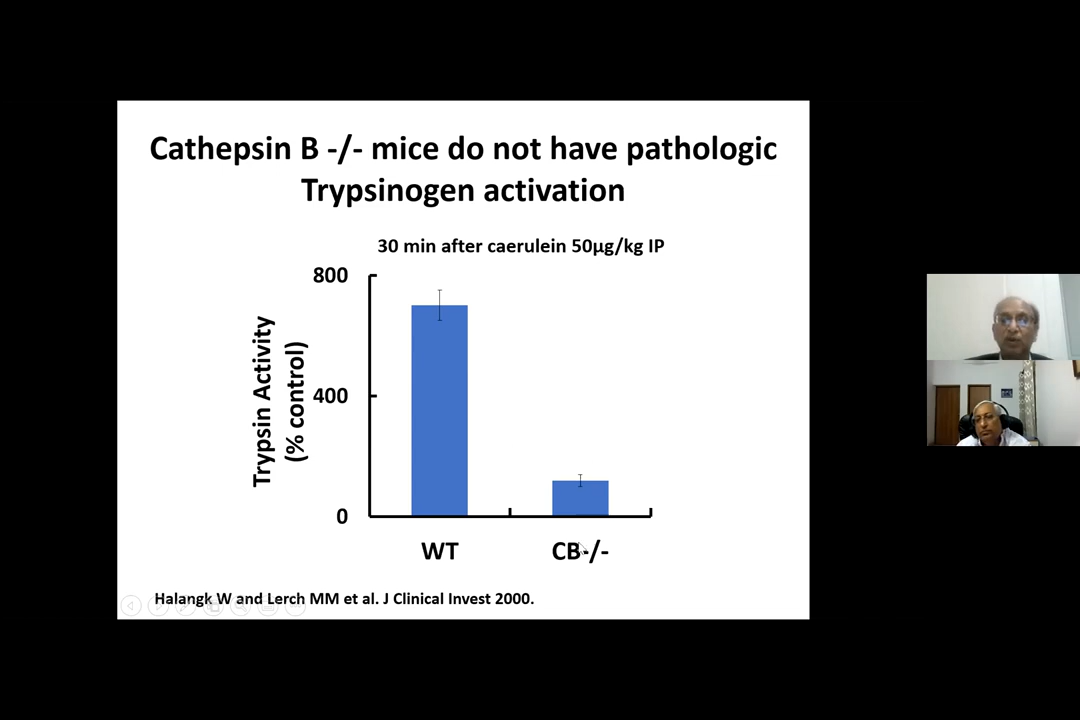 Cathepsin B -/- mice do not have pathologic
Trypsinogen activation
30 min after caerulein 50µg/kg IP
800
400
0
Trypsin Activity
(% control)
WT
CB-/-
Halangk W and Lerch MM et al. J Clinical Invest 2000.